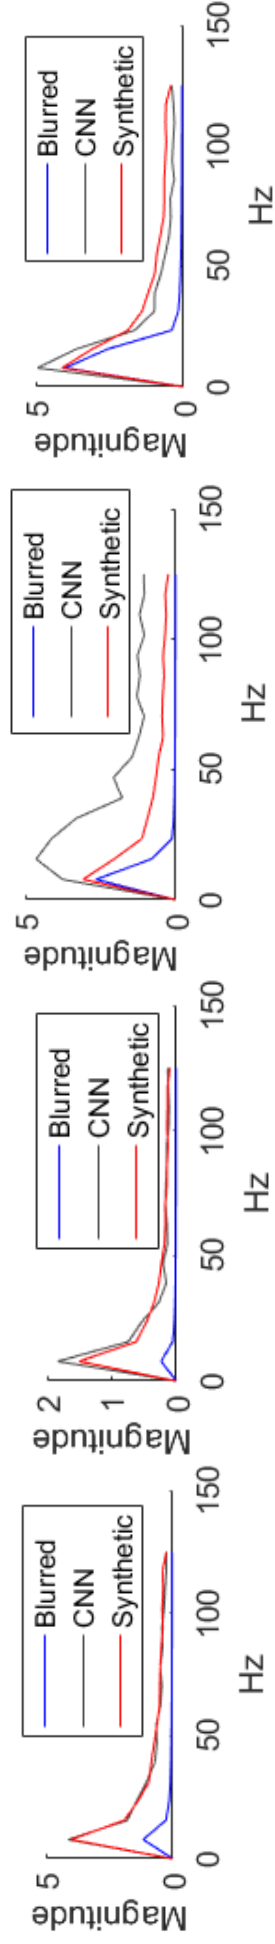 Magnitude
5
0
Blurred
CNN
Synthetic
0 50 100 150
Hz
Magnitude
2
1
0
Blurred
CNN
Synthetic
0 50 100 150
Hz
Magnitude
5
0
Blurred
CNN
Synthetic
0 50 100 150
Hz
Magnitude
5
0
Blurred
CNN
Synthetic
0 50 100 150
Hz